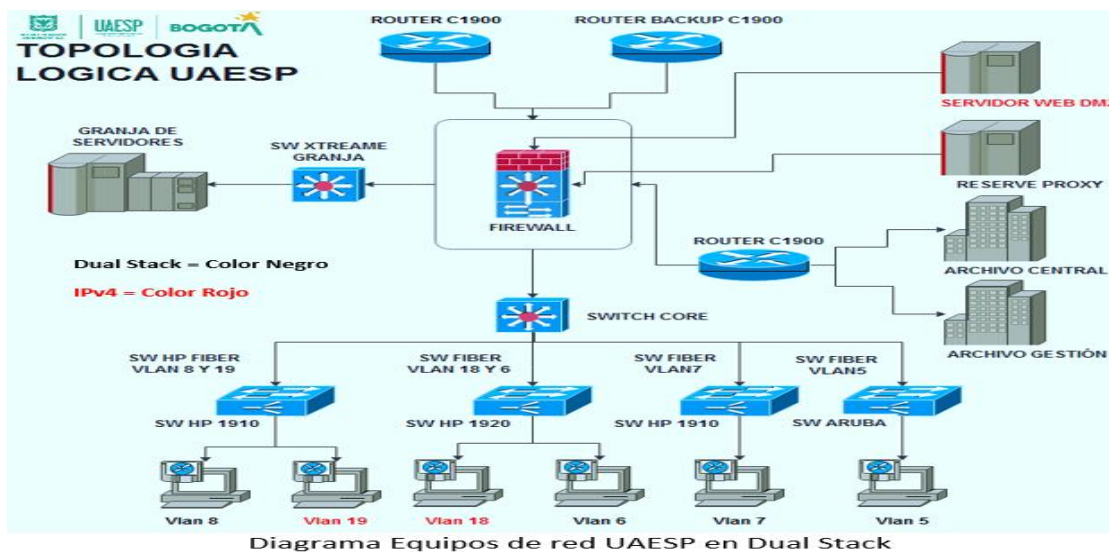 UAESP
BOGOTÁ
TOPOLOGIA
LOGICA UAESP
ROUTER C1900
ROUTER BACKUP C1900
SERVIDOR WEB DMZ
GRANJA DE
SERVIDORES
SW XTREAME
GRANJA
FIREWALL
RESERVE PROXY
ROUTER C1900
ARCHIVO CENTRAL
Dual Stack = Color Negro
IPv4 = Color Rojo
SWITCH CORE
ARCHIVO GESTIÓN
SW HP FIBER
VLAN 8 Y 19
SW FIBER
VLAN 18 Y 6
SW FIBER
VLAN7
SW FIBER
VLAN5
SW HP 1910
SW HP 1920
SW HP 1910
SW ARUBA
Vlan 8
Vlan 19
Vlan 18
Vlan 6
Vlan 7
Vlan 5
Diagrama Equipos de red UAESP en Dual Stack